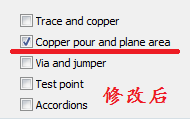 Trace and copper
Copper pour and plane area
Via and jumper
Test point
Accordions
修改后